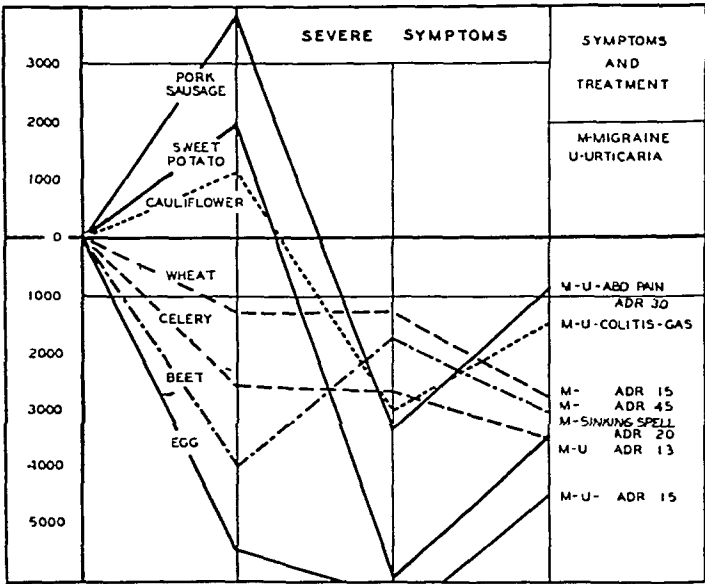 SEVERE SYMPTOMS
SYMPTOMS
AND
TREATMENT
M-MIGRAINE
U-URTICARIA
3000
2000
1000
0
1000
2000
3000
-4000
5000
PORK
SAUSAGE
SWEET
POTATO
CAULIFLOWER
WHEAT
CELERY
BEET
EGG
M-U-ABD PAIN
ADR 30
M-U-COLITIS-GAS
M- ADR 15
M- ADR 45
M-SINKING SPELL
ADR 20
M-U ADR 13
M-U- ADR 15